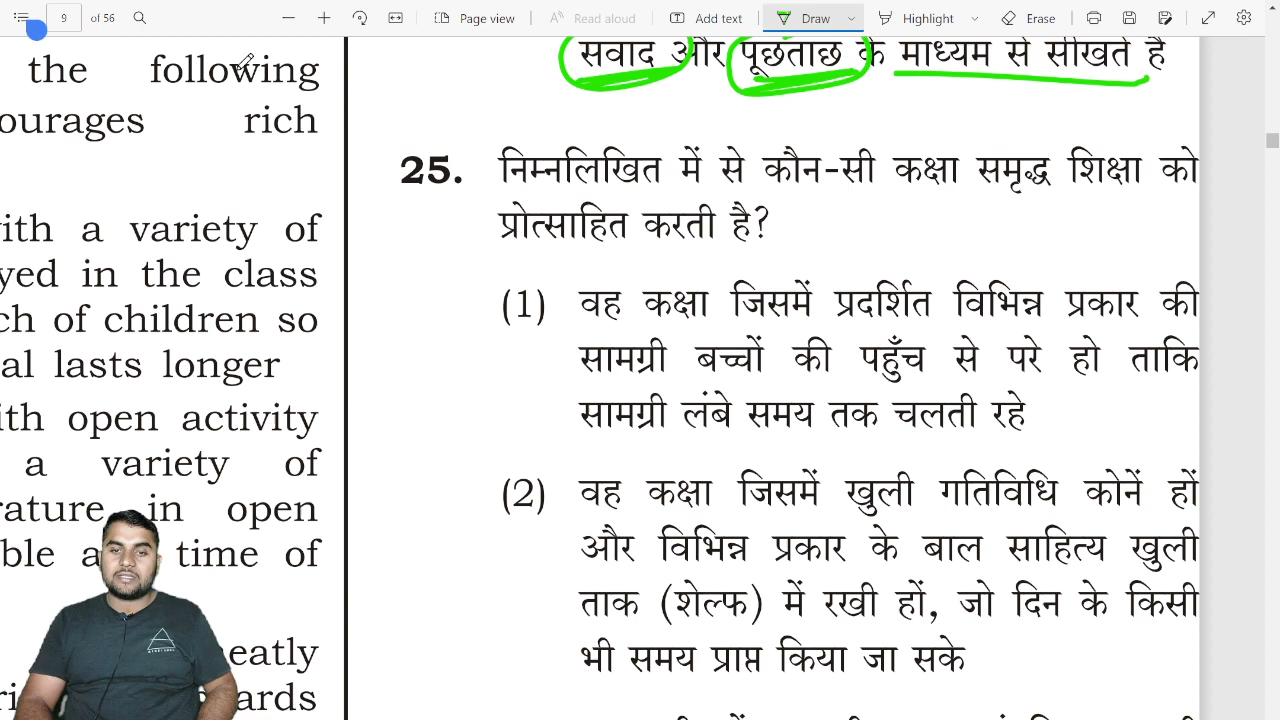 9 of 56 Page view Read aloud Add text Draw Highlight Erase
the following
ourages rich
ith a variety of
yed in the class
ch of children so
al lasts longer
ith open activity
a variety of
rature in open
ble a time of
eatly
ards
संवाद और पूछताछ के माध्यम से सीखते है
25. निम्नलिखित में से कौन-सी कक्षा समृद्ध शिक्षा को
प्रोत्साहित करती है?
(1) वह कक्षा जिसमें प्रदर्शित विभिन्न प्रकार की
सामग्री बच्चों की पहुँच से परे हो ताकि
सामग्री लंबे समय तक चलती रहे
(2) वह कक्षा जिसमें खुली गतिविधि कोनें हों
और विभिन्न प्रकार के बाल साहित्य खुली
ताक (शेल्फ) में रखी हों, जो दिन के किसी
भी समय प्राप्त किया जा सके